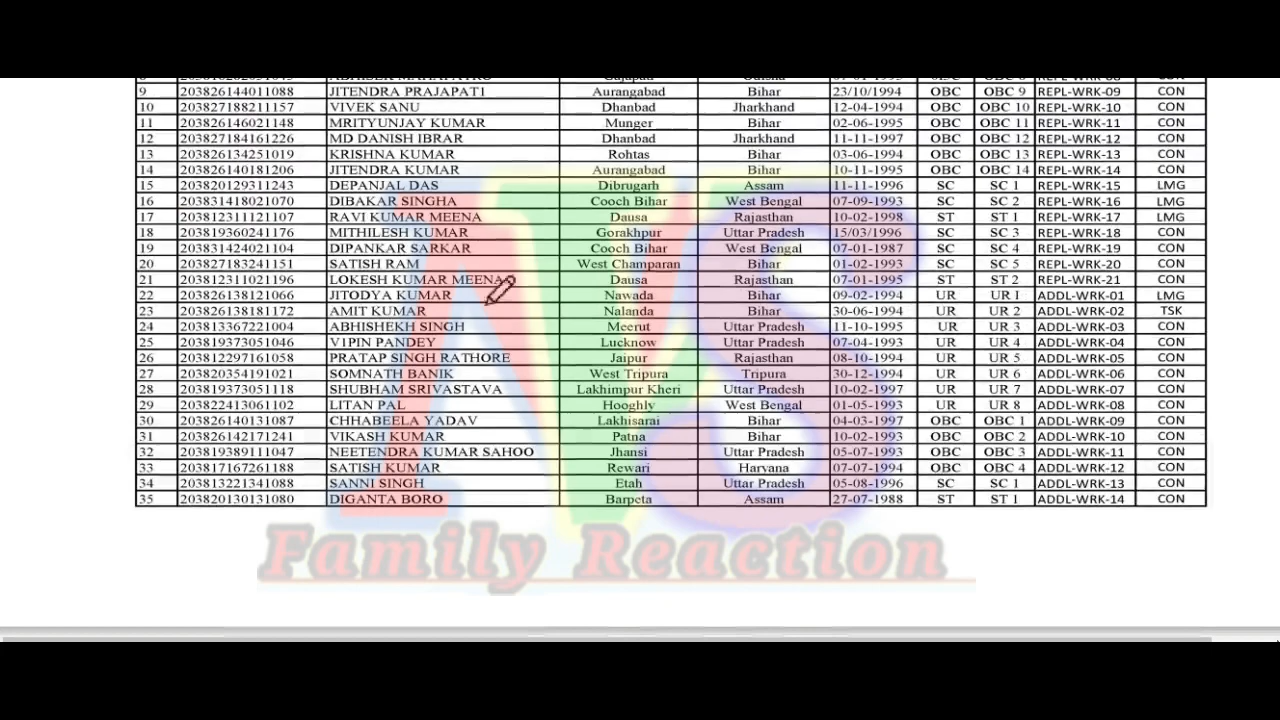 9 203826144011088 JITENDRA PRAJAPATI Aurangabad Bihar 23/10/1994 OBC OBC 9 REPL-WRK-09 CON
10 203827188211157 VIVEK SANU Dhanbad Jharkhand 12-04-1994 OBC OBC 10 REPL-WRK-10 CON
11 203826146021148 MRITYUNJAY KUMAR Munger Bihar 02-06-1995 OBC OBC 11 REPL-WRK-11 CON
12 203827184161226 MD DANISH IBRAR Dhanbad Jharkhand 11-11-1997 OBC OBC 12 REPL-WRK-12 CON
13 203826134251019 KRISHNA KUMAR Rohtas Bihar 03-06-1994 OBC OBC 13 REPL-WRK-13 CON
14 203826140181206 JITENDRA KUMAR Aurangabad Bihar 10-11-1995 OBC OBC 14 REPL-WRK-14 CON
15 203820129311243 DEPANJAL DAS Dibrugarh Assam 11-11-1996 SC SC 1 REPL-WRK-15 LMG
16 203831418021070 DIBAKAR SINGHA Cooch Bihar West Bengal 07-09-1993 SC SC 2 REPL-WRK-16 LMG
17 203812311121107 RAVI KUMAR MEENA Dausa Rajasthan 10-02-1998 ST ST 1 REPL-WRK-17 LMG
18 203819360241176 MITHILESH KUMAR Gorakhpur Uttar Pradesh 15/03/1996 SC SC 3 REPL-WRK-18 CON
19 203831424021104 DIPANKAR SARKAR Cooch Bihar West Bengal 07-01-1987 SC SC 4 REPL-WRK-19 CON
20 203827183241151 SATISH RAM West Champaran Bihar 01-02-1993 SC SC 5 REPL-WRK-20 CON
21 203812311021196 LOKESH KUMAR MEENA Dausa Rajasthan 07-01-1995 ST ST 2 REPL-WRK-21 CON
22 203826138121066 JITODYA KUMAR Nawada Bihar 09-02-1994 UR UR 1 ADDL-WRK-01 LMG
23 203826138181172 AMIT KUMAR Nalanda Bihar 30-06-1994 UR UR 2 ADDL-WRK-02 TSK
24 203813367221004 ABHISHEKH SINGH Meerut Uttar Pradesh 11-10-1995 UR UR 3 ADDL-WRK-03 CON
25 203819373051046 V1PIN PANDEY Lucknow Uttar Pradesh 07-04-1993 UR UR 4 ADDL-WRK-04 CON
26 203812297161058 PRATAP SINGH RATHORE Jaipur Rajasthan 08-10-1994 UR UR 5 ADDL-WRK-05 CON
27 203820354191021 SOMNATH BANIK West Tripura Tripura 30-12-1994 UR UR 6 ADDL-WRK-06 CON
28 203819373051118 SHUBHAM SRIVASTAVA Lakhimpur Kheri Uttar Pradesh 10-02-1997 UR UR 7 ADDL-WRK-07 CON
29 203822413061102 LITAN PAL Hooghly West Bengal 01-05-1993 UR UR 8 ADDL-WRK-08 CON
30 203826140131087 CHHABEELA YADAV Lakhisarai Bihar 04-03-1997 OBC OBC 1 ADDL-WRK-09 CON
31 203826142171241 VIKASH KUMAR Patna Bihar 10-02-1993 OBC OBC 2 ADDL-WRK-10 CON
32 203819389111047 NEETENDRA KUMAR SAHOO Jhansi Uttar Pradesh 05-07-1993 OBC OBC 3 ADDL-WRK-11 CON
33 203817167261188 SATISH KUMAR Rewari Haryana 07-07-1994 OBC OBC 4 ADDL-WRK-12 CON
34 203813221341088 SANNI SINGH Etah Uttar Pradesh 05-08-1996 SC SC 1 ADDL-WRK-13 CON
35 203820130131080 DIGANTA BORO Barpeta Assam 27-07-1988 ST ST 1 ADDL-WRK-14 CON
AVS
Family Reaction